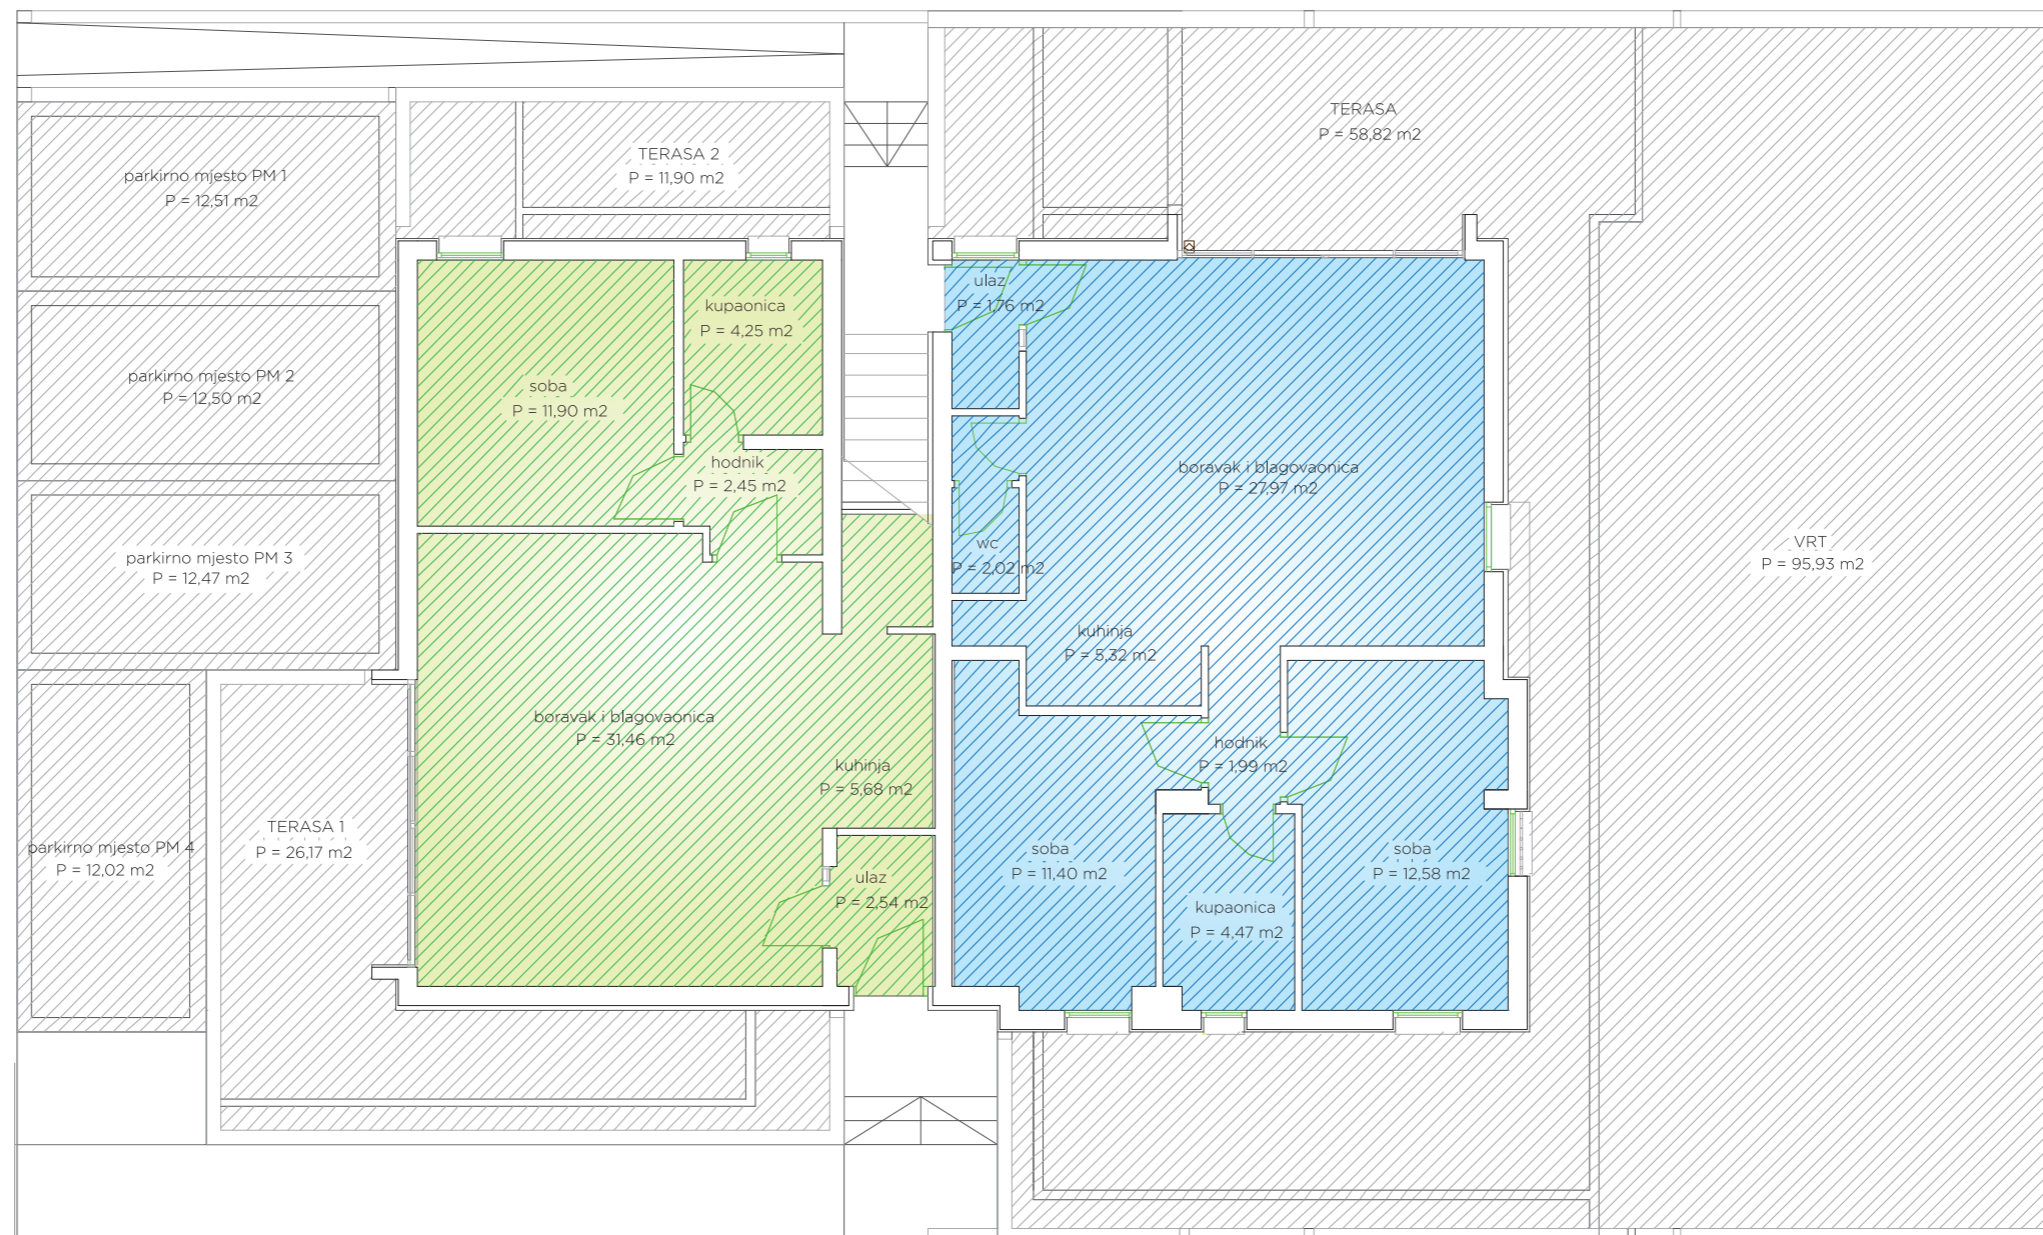 TERASA
P = 58,82 m2
TERASA 2
P = 11,90 m2
parkirno mjesto PM 1
P = 12,51 m2
ulaz
P = 1,76 m2
kupaonica
P = 4,25 m2
parkirno mjesto PM 2
P = 12,50 m2
soba
P = 11,90 m2
hodnik
P = 2,45 m2
boravak i blagovaonica
P = 27,97 m2
wc
P = 2,02 m2
VRT
P = 95,93 m2
parkirno mjesto PM 3
P = 12,47 m2
kuhinja
P = 5,32 m2
boravak i blagovaonica
P = 31,46 m2
hodnik
P = 1,99 m2
kuhinja
P = 5,68 m2
TERASA 1
P = 26,17 m2
parkirno mjesto PM 4
P = 12,02 m2
soba
P = 11,40 m2
soba
P = 12,58 m2
ulaz
P = 2,54 m2
kupaonica
P = 4,47 m2